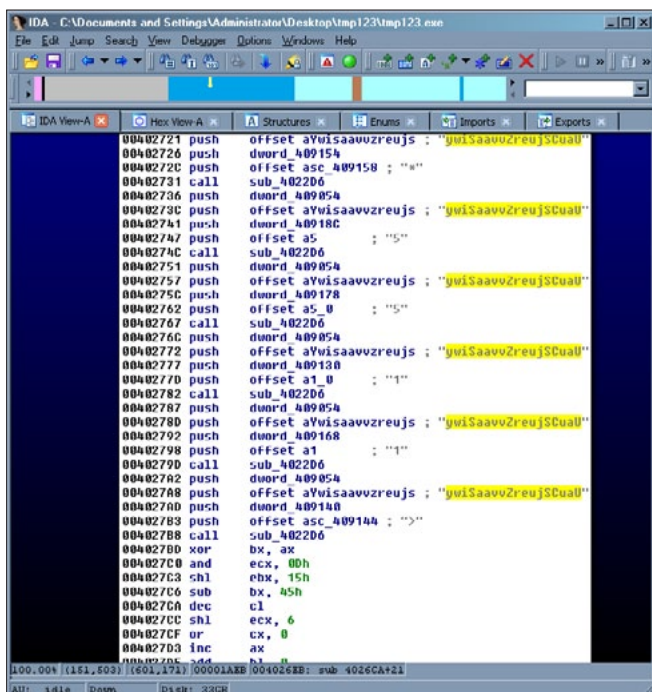 IDA - C:\Documents and Settings\Administrator\Desktop\tmp123\tmp123.exe
File Edit Jump Search View Debugger Options Windows Help
IDA View-A Hex View-A Structures Enums Imports Exports
00402721 push offset aYwisaavvzreujs ; "ywiSaavvZreujSCuaU"
00402726 push dword_409154
0040272C push offset asc_409158 ; "="
00402731 call sub_4022D6
00402736 push dword_409054
0040273C push offset aYwisaavvzreujs ; "ywiSaavvZreujSCuaU"
00402741 push dword_40918C
00402747 push offset a5 ; "5"
0040274C call sub_4022D6
00402751 push dword_409054
00402757 push offset aYwisaavvzreujs ; "ywiSaavvZreujSCuaU"
0040275C push dword_409178
00402762 push offset a5_0 ; "5"
00402767 call sub_4022D6
0040276C push dword_409054
00402772 push offset aYwisaavvzreujs ; "ywiSaavvZreujSCuaU"
00402777 push dword_409130
0040277D push offset a1_0 ; "1"
00402782 call sub_4022D6
00402787 push dword_409054
0040278D push offset aYwisaavvzreujs ; "ywiSaavvZreujSCuaU"
00402792 push dword_409168
00402798 push offset a1 ; "1"
0040279D call sub_4022D6
004027A2 push dword_409054
004027A8 push offset aYwisaavvzreujs ; "ywiSaavvZreujSCuaU"
004027AD push dword_409140
004027B3 push offset asc_409144 ; ">"
004027B8 call sub_4022D6
004027BD xor bx, ax
004027C0 and ecx, 0Dh
004027C3 shl ebx, 15h
004027C6 sub bx, 45h
004027CA dec cl
004027CC shl ecx, 6
004027CF or cx, 0
004027D3 inc ax
100.00% (151,503) (601,171) 00001AEB 004026EB: sub_4026CA+21
AU: idle Down Disk: 33GB